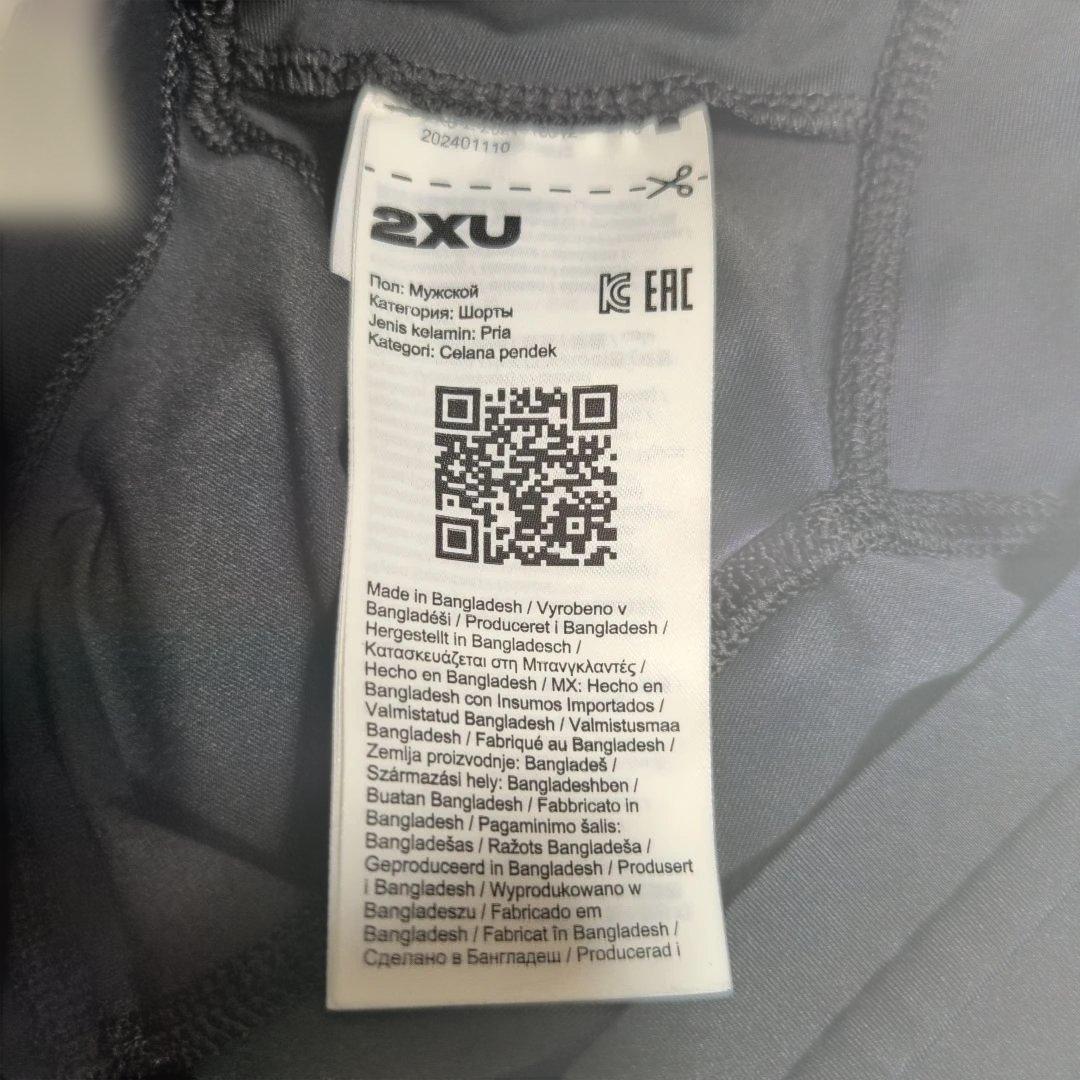 202401110
2XU
Пол: Мужской
Категория: Шорты
Jenis kelamin: Pria
Kategori: Celana pendek
EAC
Made in Bangladesh / Vyrobeno v
Bangladéši / Produceret i Bangladesh /
Hergestellt in Bangladesch /
Κατασκευάζεται στη Μπανγκλαντές /
Hecho en Bangladesh / MX: Hecho en
Bangladesh con Insumos Importados /
Valmistatud Bangladesh / Valmistusmaa
Bangladesh / Fabriqué au Bangladesh /
Zemlja proizvodnje: Bangladeš /
Származási hely: Bangladeshben /
Buatan Bangladesh / Fabbricato in
Bangladesh / Pagaminimo šalis:
Bangladešas / Ražots Bangladeša /
Geproduceerd in Bangladesh / Produsert
i Bangladesh / Wyprodukowano w
Bangladeszu / Fabricado em
Bangladesh / Fabricat în Bangladesh /
Сделано в Бангладеш / Producerad i